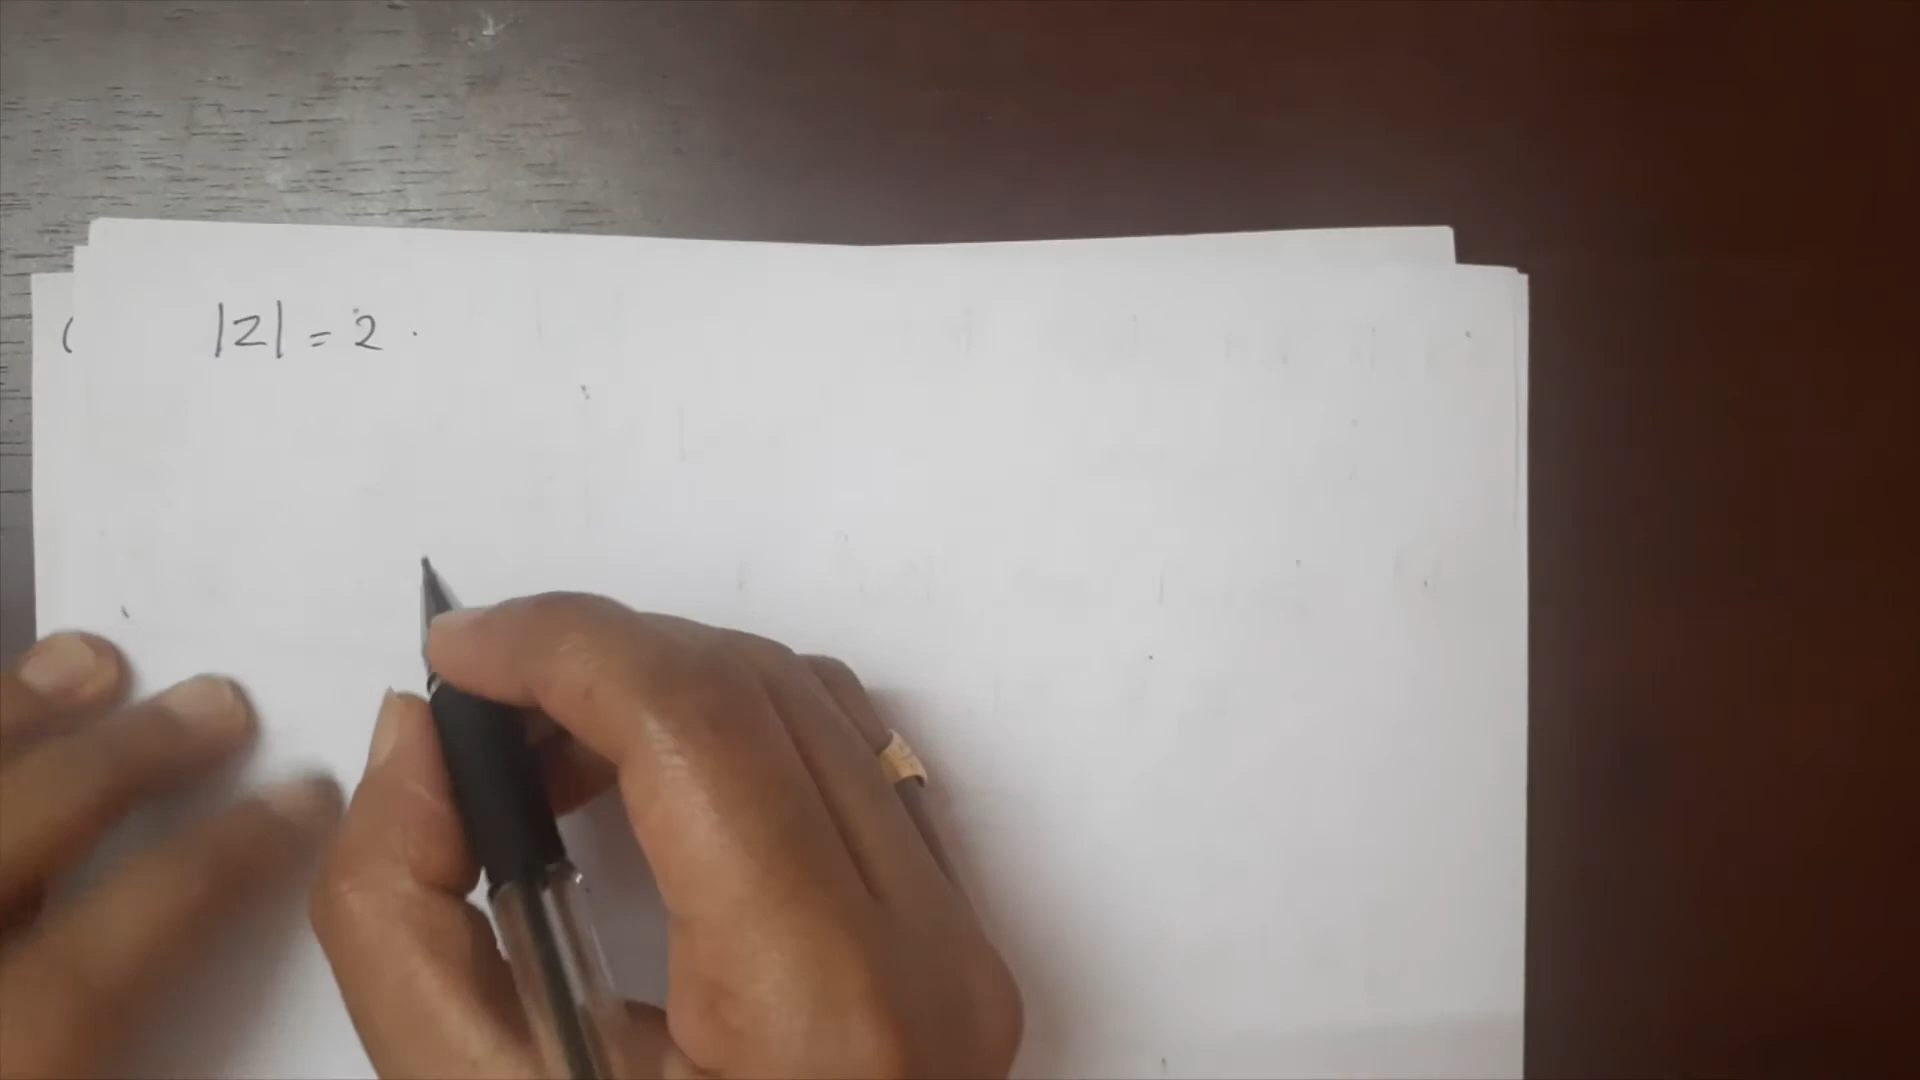 ( |z| = 2.